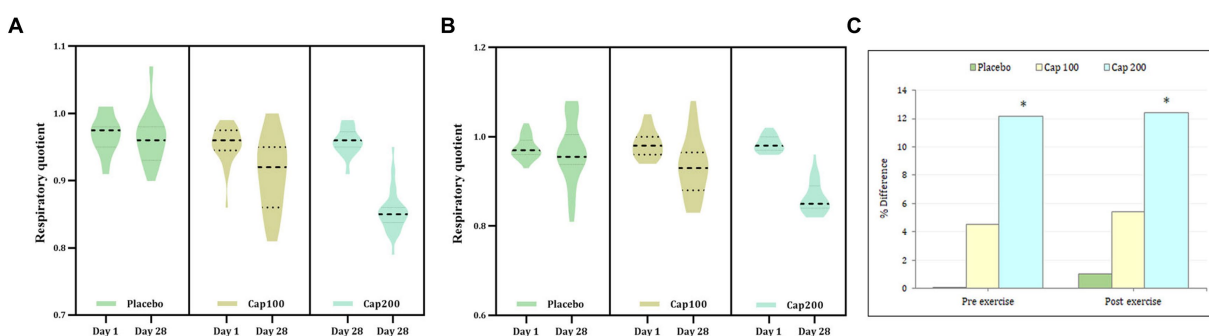 A
Respiratory quotient
1.1
1.0
0.9
0.8
0.7
Placebo
Cap100
Cap200
Day 1 Day 28 Day 1 Day 28 Day 1 Day 28
B
Respiratory quotient
1.2
1.0
0.8
0.6
Placebo
Cap100
Cap200
Day 1 Day 28 Day 1 Day 28 Day 1 Day 28
C
Placebo Cap 100 Cap 200
% Difference
14
12
10
8
6
4
2
0
* *
Pre exercise Post exercise